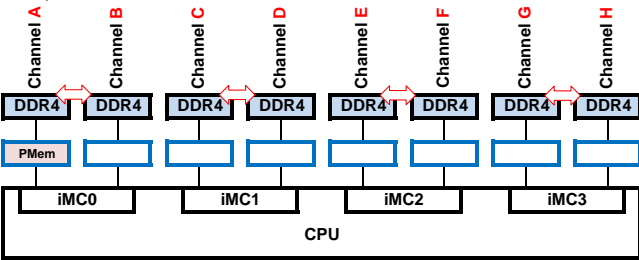 Channel A
Channel B
Channel C
Channel D
Channel E
Channel F
Channel G
Channel H
DDR4 DDR4 DDR4 DDR4 DDR4 DDR4 DDR4 DDR4
PMem
iMC0 iMC1 iMC2 iMC3
CPU